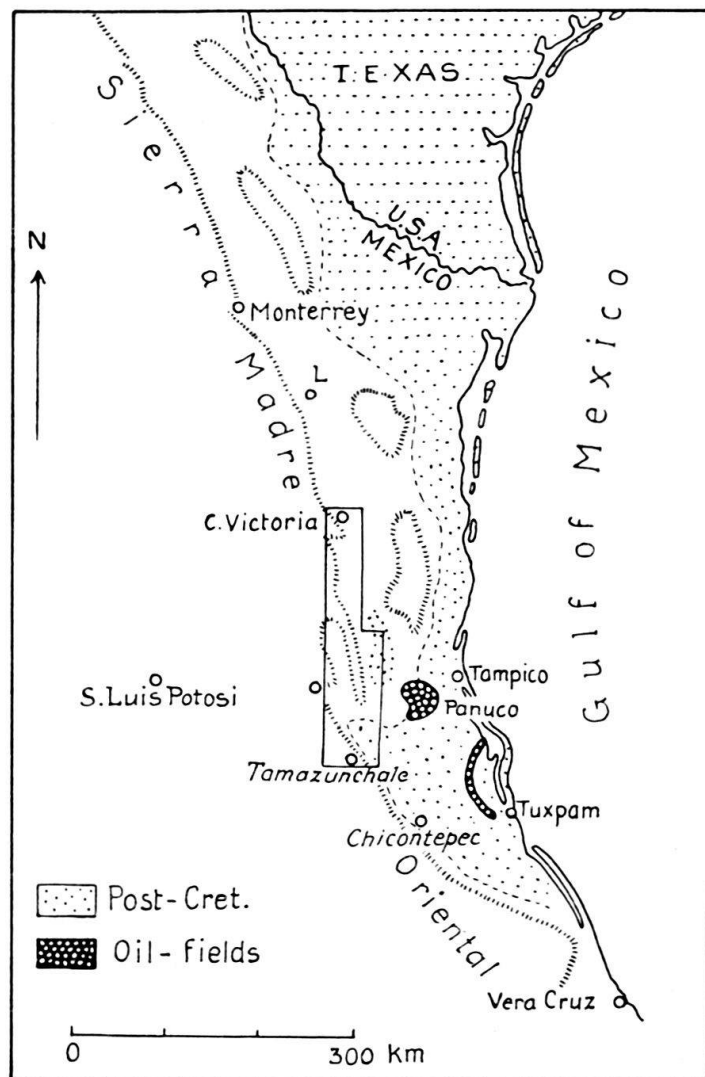 TEXAS
Sierra Madre Oriental
U.S.A.
MEXICO
N
Monterrey
L
Gulf of Mexico
C. Victoria
S. Luis Potosi
Tampico
Panuco
Tamazunchale
Tuxpam
Chicontepec
Post-Cret.
Oil-fields
Vera Cruz
0 300 km